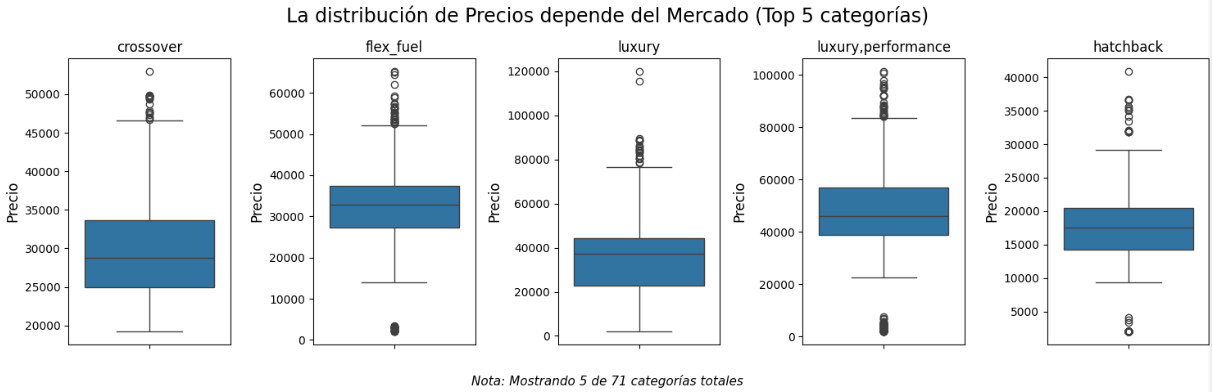 La distribución de Precios depende del Mercado (Top 5 categorías)
crossover
Precio
50000
45000
40000
35000
30000
25000
20000
flex_fuel
Precio
60000
50000
40000
30000
20000
10000
0
luxury
Precio
120000
100000
80000
60000
40000
20000
0
luxury,performance
Precio
100000
80000
60000
40000
20000
0
hatchback
Precio
40000
35000
30000
25000
20000
15000
10000
5000
Nota: Mostrando 5 de 71 categorías totales